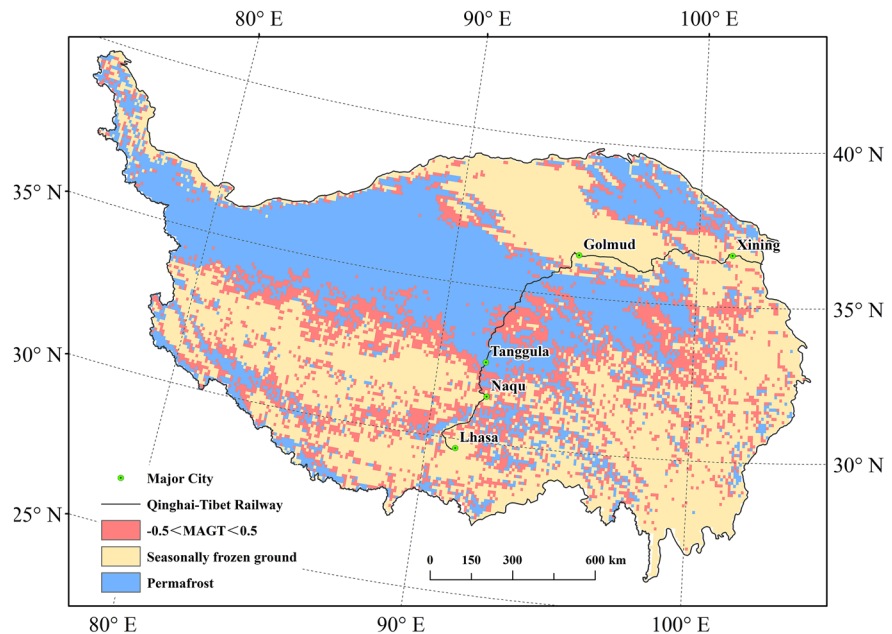 80° E 90° E 100° E
40° N
35° N
Golmud Xining
35° N
Tanggula
30° N
Naqu
Lhasa
30° N
Major City
Qinghai-Tibet Railway
25° N
-0.5<MAGT<0.5
Seasonally frozen ground
0 150 300 600 km
Permafrost
80° E 90° E 100° E